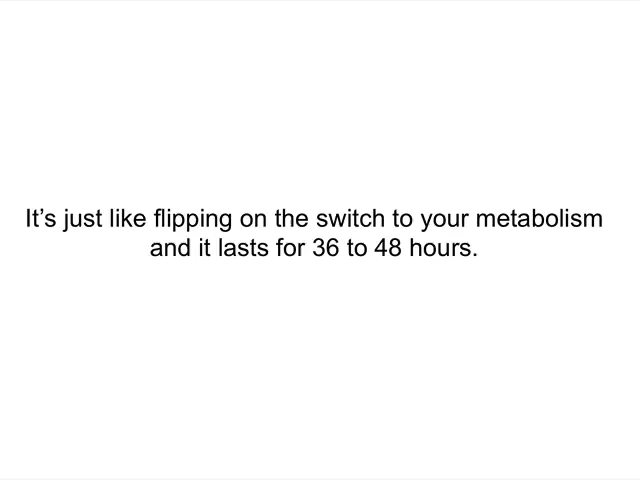 It’s just like flipping on the switch to your metabolism
and it lasts for 36 to 48 hours.